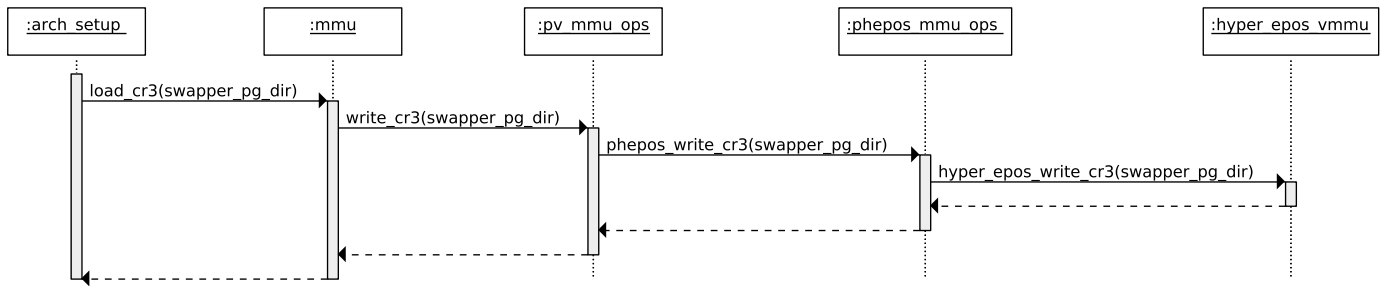 :arch_setup
:mmu
:pv_mmu_ops
:phepos_mmu_ops
:hyper_epos_vmmu
load_cr3(swapper_pg_dir)
write_cr3(swapper_pg_dir)
phepos_write_cr3(swapper_pg_dir)
hyper_epos_write_cr3(swapper_pg_dir)